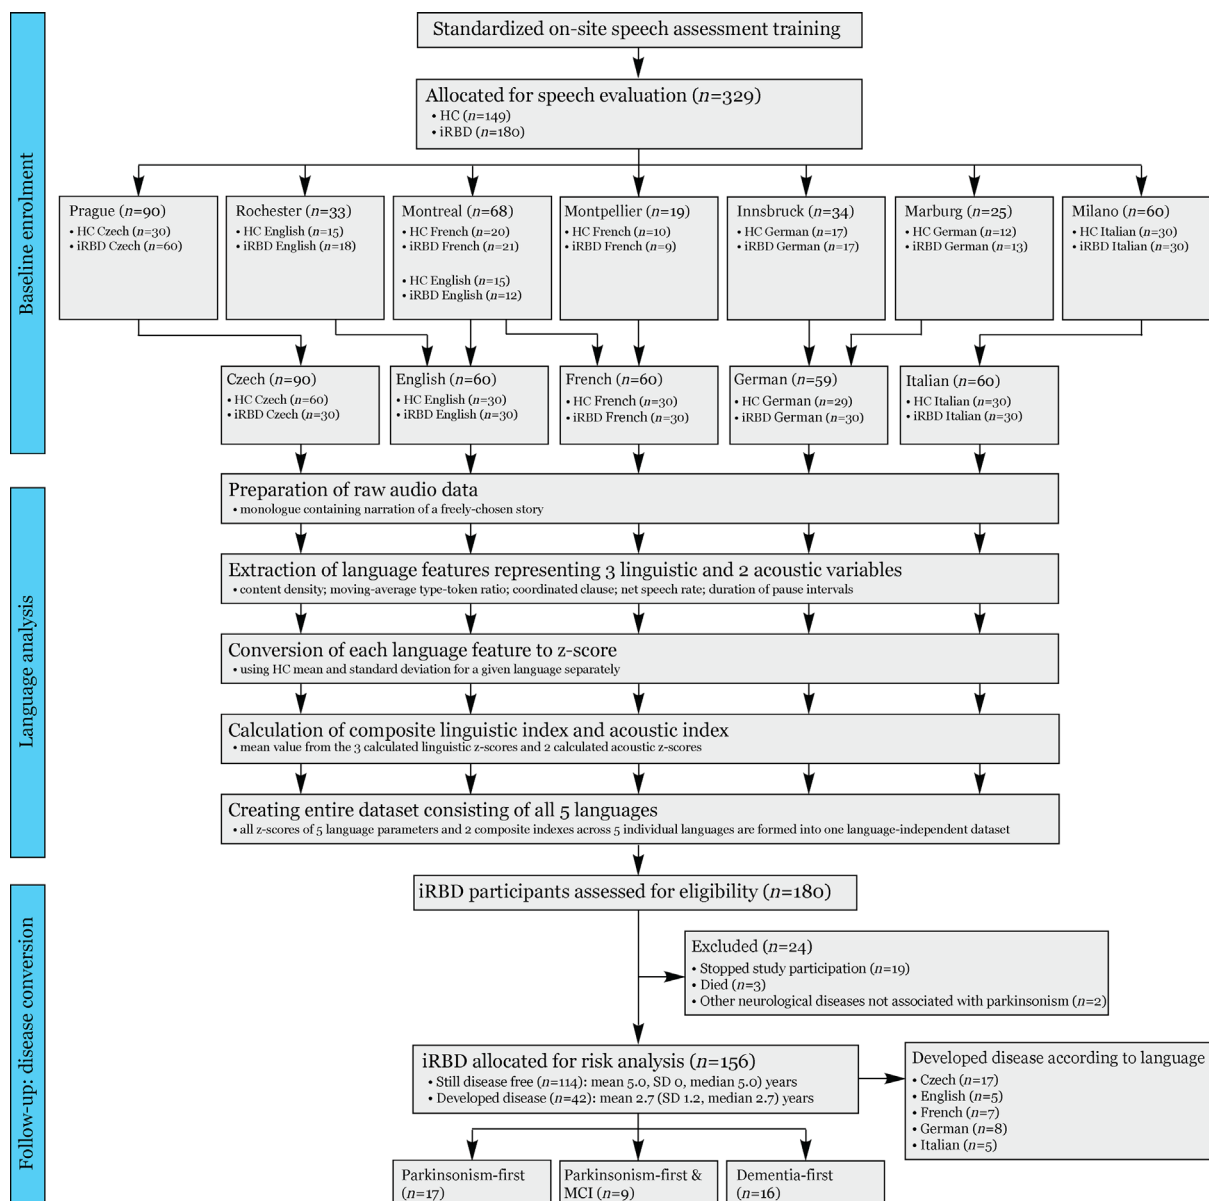 Baseline enrolment
Standardized on-site speech assessment training
Allocated for speech evaluation (n=329)
• HC (n=149)
• iRBD (n=180)
Prague (n=90)
• HC Czech (n=30)
• iRBD Czech (n=60)
Rochester (n=33)
• HC English (n=15)
• iRBD English (n=18)
Montreal (n=68)
• HC French (n=20)
• iRBD French (n=21)
• HC English (n=15)
• iRBD English (n=12)
Montpellier (n=19)
• HC French (n=10)
• iRBD French (n=9)
Innsbruck (n=34)
• HC German (n=17)
• iRBD German (n=17)
Marburg (n=25)
• HC German (n=12)
• iRBD German (n=13)
Milano (n=60)
• HC Italian (n=30)
• iRBD Italian (n=30)
Czech (n=90)
• HC Czech (n=60)
• iRBD Czech (n=30)
English (n=60)
• HC English (n=30)
• iRBD English (n=30)
French (n=60)
• HC French (n=30)
• iRBD French (n=30)
German (n=59)
• HC German (n=29)
• iRBD German (n=30)
Italian (n=60)
• HC Italian (n=30)
• iRBD Italian (n=30)
Language analysis
Preparation of raw audio data
• monologue containing narration of a freely-chosen story
Extraction of language features representing 3 linguistic and 2 acoustic variables
• content density; moving-average type-token ratio; coordinated clause; net speech rate; duration of pause intervals
Conversion of each language feature to z-score
• using HC mean and standard deviation for a given language separately
Calculation of composite linguistic index and acoustic index
• mean value from the 3 calculated linguistic z-scores and 2 calculated acoustic z-scores
Creating entire dataset consisting of all 5 languages
• all z-scores of 5 language parameters and 2 composite indexes across 5 individual languages are formed into one language-independent dataset
Follow-up: disease conversion
iRBD participants assessed for eligibility (n=180)
Excluded (n=24)
• Stopped study participation (n=19)
• Died (n=3)
• Other neurological diseases not associated with parkinsonism (n=2)
iRBD allocated for risk analysis (n=156)
• Still disease free (n=114): mean 5.0, SD 0, median 5.0) years
• Developed disease (n=42): mean 2.7 (SD 1.2, median 2.7) years
Developed disease according to language
• Czech (n=17)
• English (n=5)
• French (n=7)
• German (n=8)
• Italian (n=5)
Parkinsonism-first
(n=17)
Parkinsonism-first &
MCI (n=9)
Dementia-first
(n=16)